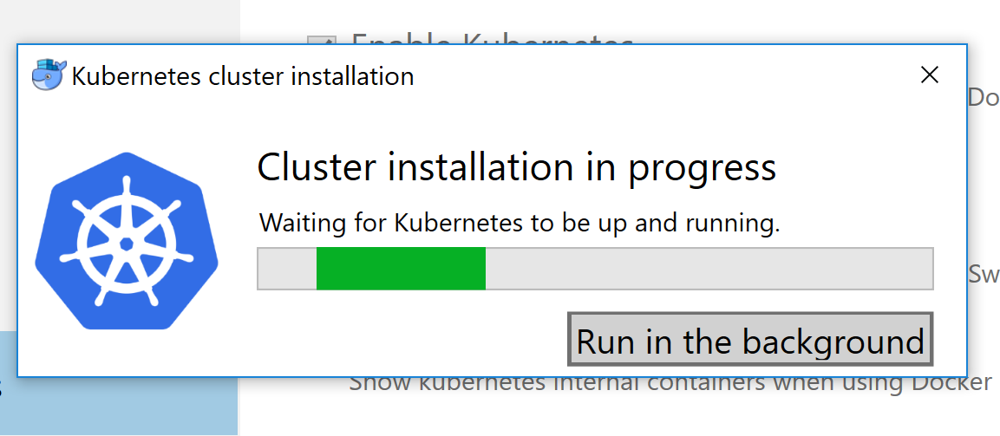 Enable Kubernetes
Kubernetes cluster installation
Do
Cluster installation in progress
Waiting for Kubernetes to be up and running.
Sw
Run in the background
Show kubernetes internal containers when using Docker